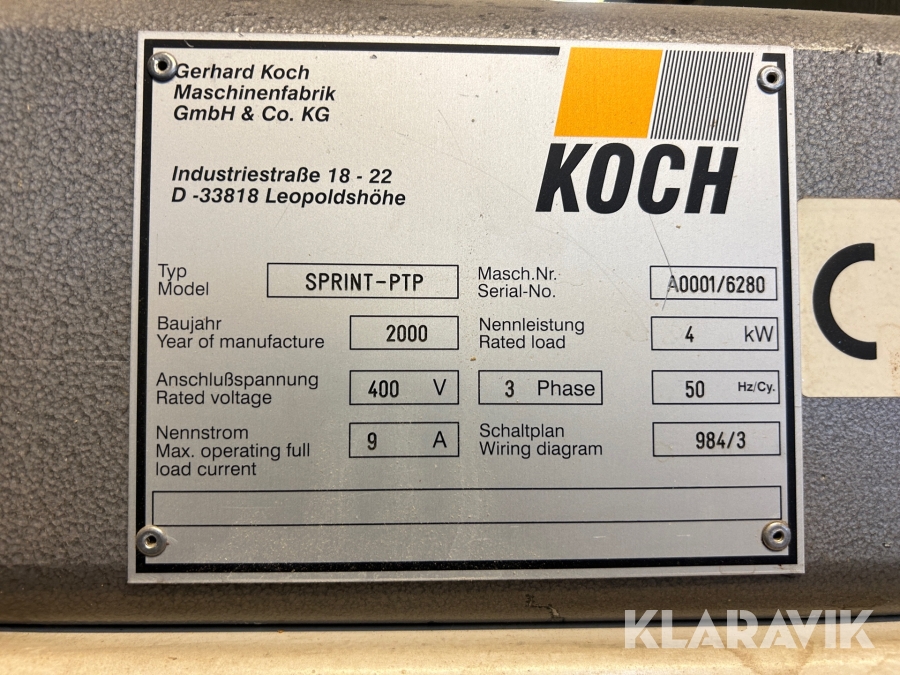 Gerhard Koch
Maschinenfabrik
GmbH & Co. KG
KOCH
Industriestraße 18 - 22
D -33818 Leopoldshöhe
Typ
Model
SPRINT-PTP
Masch.Nr.
Serial-No.
A0001/6280
Baujahr
Year of manufacture
2000
Nennleistung
Rated load
4 kW
Anschlußspannung
Rated voltage
400 V
3 Phase
50 Hz/Cy.
Nennstrom
Max. operating full
load current
9 A
Schaltplan
Wiring diagram
984/3
C
KLARAVIK